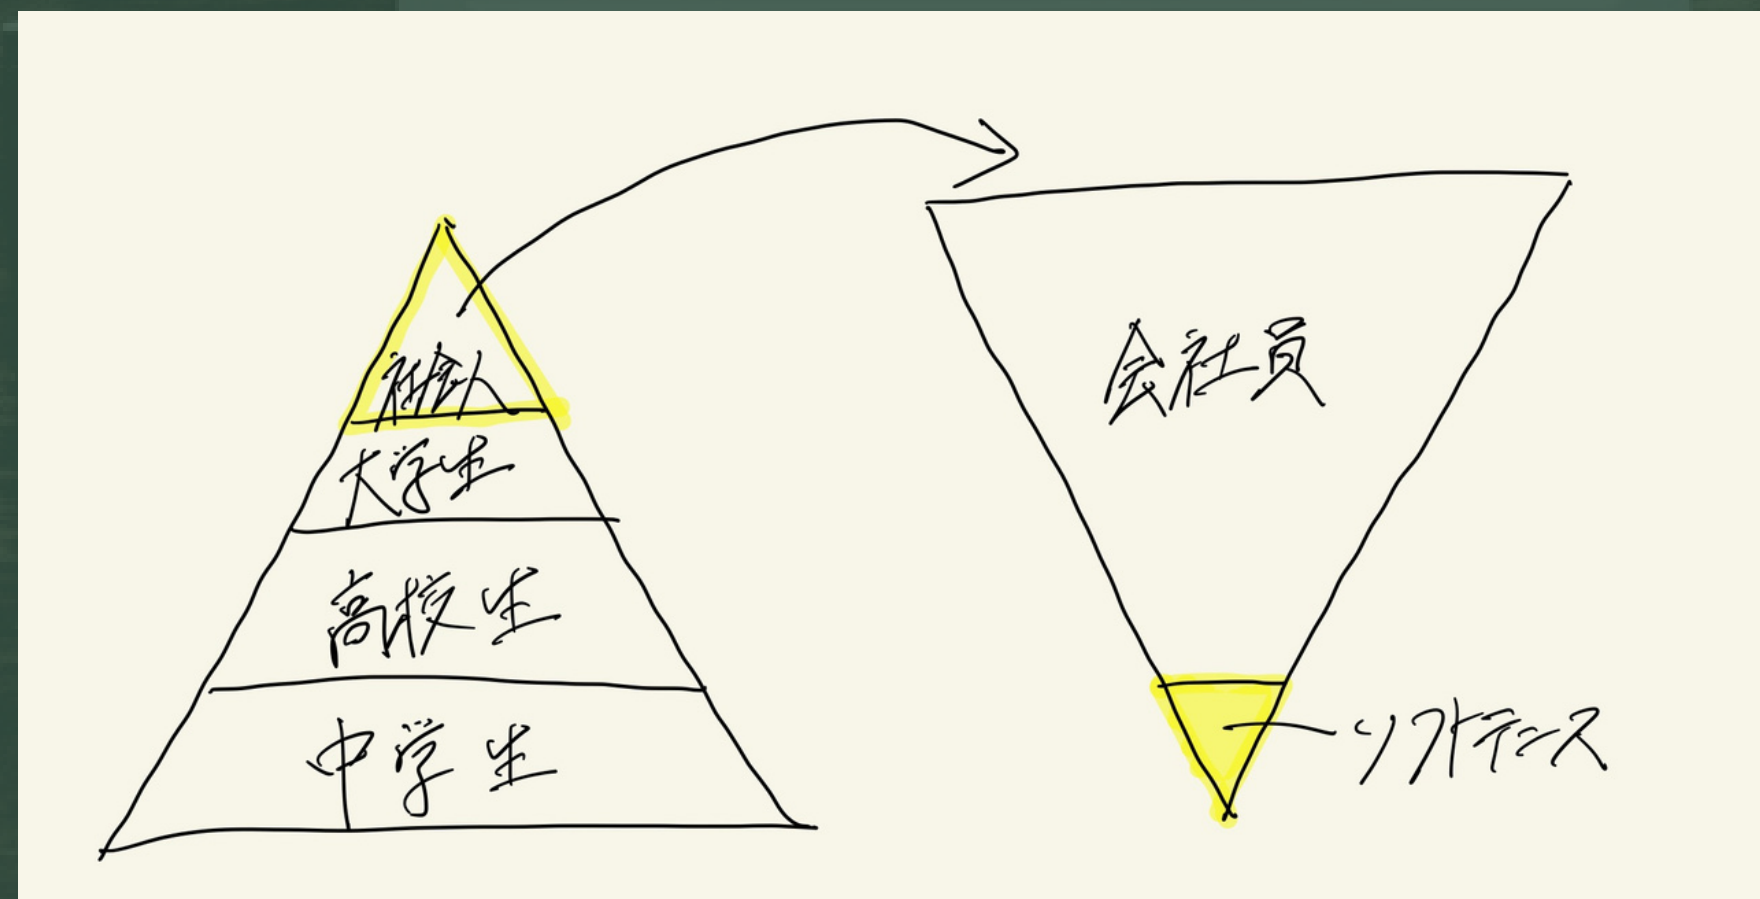 社会人
大学生
高校生
中学生
会社員
ソフトテニス